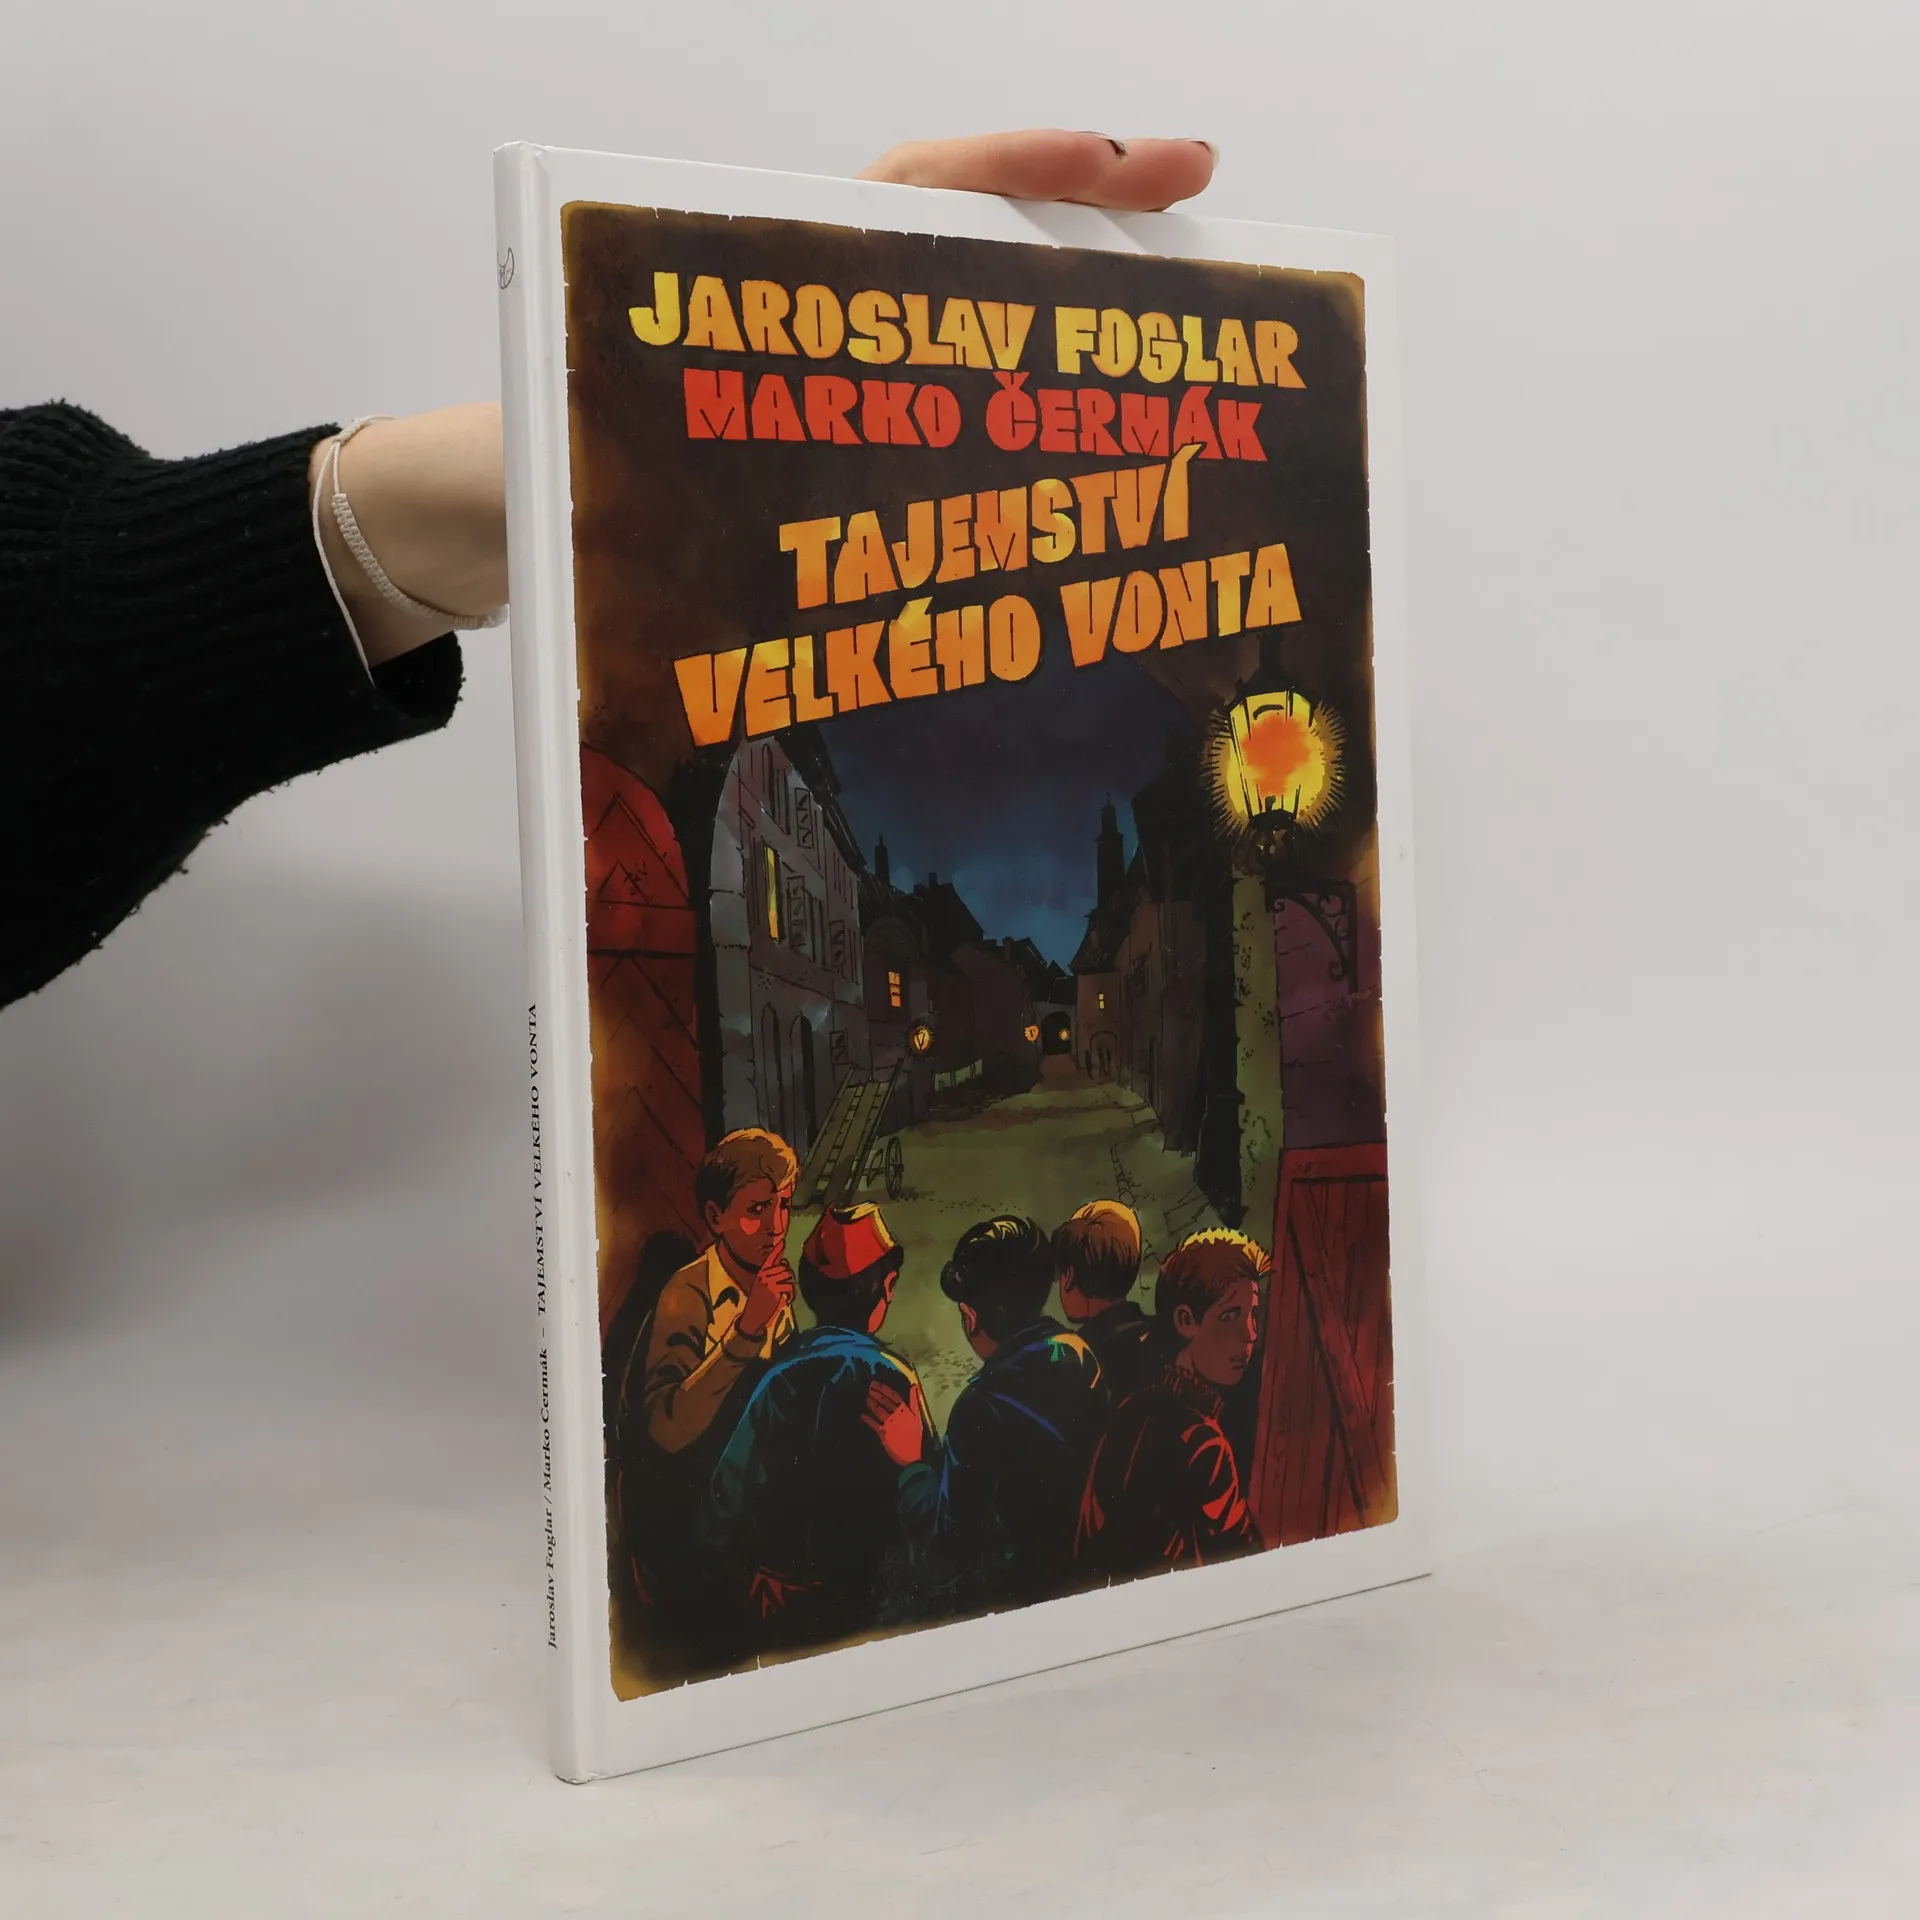 JAROSLAV FOGLAR
MARKO ČERMÁK
TAJEMSTVÍ
VELKÉHO VONTA
Jaroslav Foglar / Marko Čermák – TAJEMSTVÍ VELKÉHO VONTA